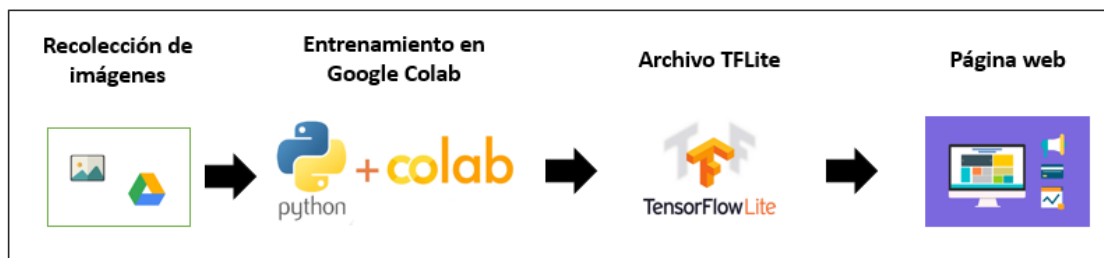 Recolección de
imágenes
Entrenamiento en
Google Colab
Archivo TFLite
Página web
python
+ colab
TensorFlowLite